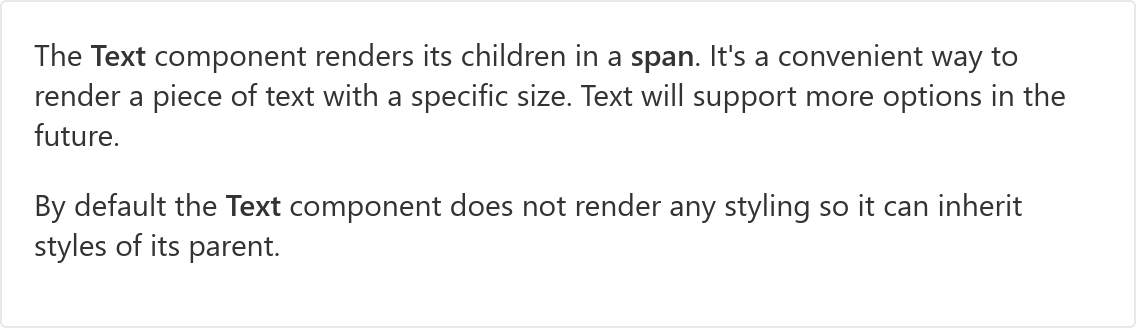 The Text component renders its children in a span. It's a convenient way to
render a piece of text with a specific size. Text will support more options in the
future.
By default the Text component does not render any styling so it can inherit
styles of its parent.